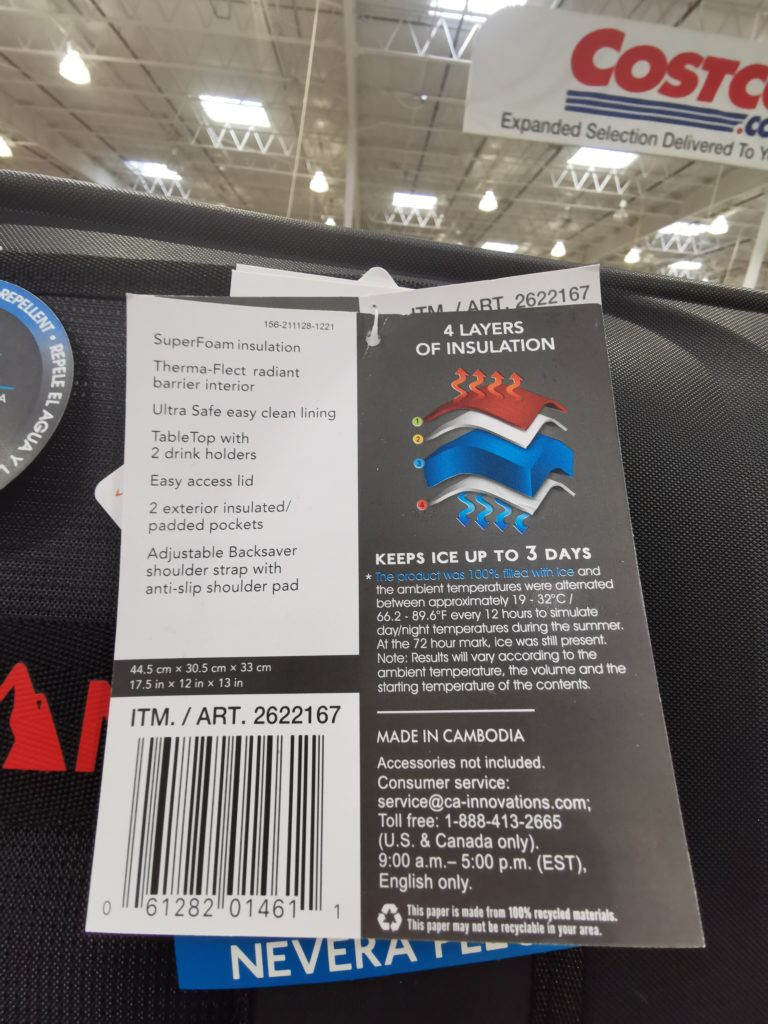 COSTCO
.co
Expanded Selection Delivered To Y
REPELLENT • REPELE EL AGUA Y L
ITM. / ART. 2622167
156-211128-1221
SuperFoam insulation
Therma-Flect radiant
barrier interior
Ultra Safe easy clean lining
TableTop with
2 drink holders
Easy access lid
2 exterior insulated/
padded pockets
Adjustable Backsaver
shoulder strap with
anti-slip shoulder pad
44.5 cm × 30.5 cm × 33 cm
17.5 in × 12 in × 13 in
ITM. / ART. 2622167
0 61282 01461 1
4 LAYERS
OF INSULATION
1
2
3
4
KEEPS ICE UP TO 3 DAYS
* The product was 100% filled with ice and
the ambient temperatures were alternated
between approximately 19 - 32°C /
66.2 - 89.6°F every 12 hours to simulate
day/night temperatures during the summer.
At the 72 hour mark, ice was still present.
Note: Results will vary according to the
ambient temperature, the volume and the
starting temperature of the contents.
MADE IN CAMBODIA
Accessories not included.
Consumer service:
service@ca-innovations.com;
Toll free: 1-888-413-2665
(U.S. & Canada only).
9:00 a.m.– 5:00 p.m. (EST),
English only.
This paper is made from 100% recycled materials.
This paper may not be recyclable in your area.
NEVERA